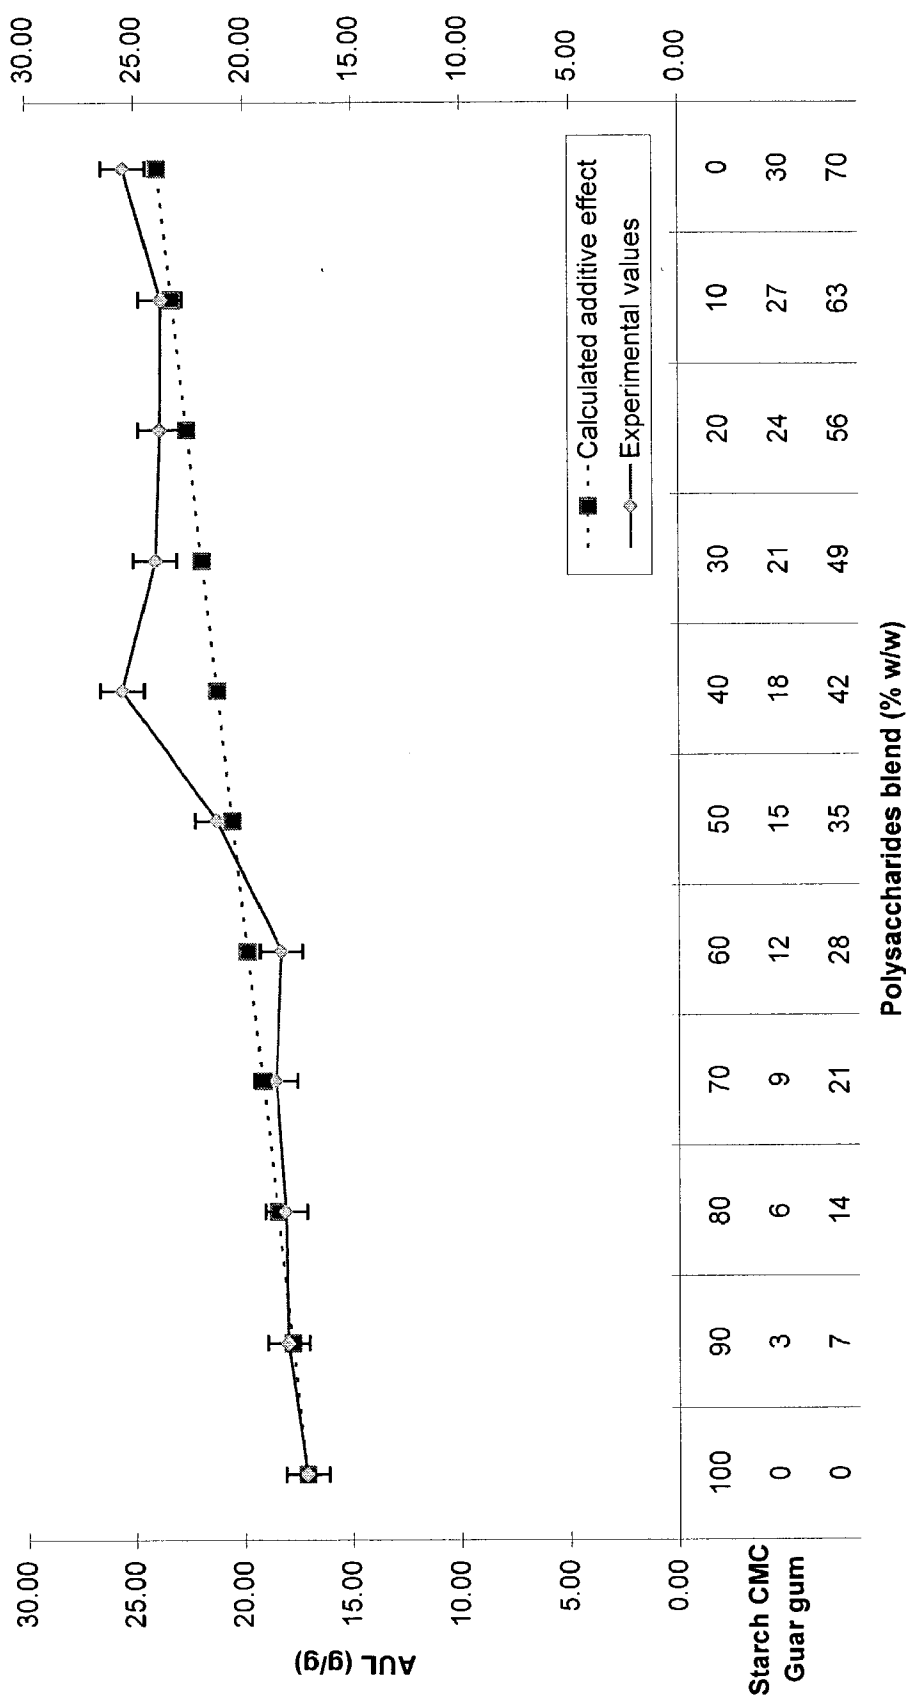 30.00
25.00
20.00
15.00
10.00
5.00
0.00
AUL (g/g)
30.00
25.00
20.00
15.00
10.00
5.00
0.00
Calculated additive effect
Experimental values
100 90 80 70 60 50 40 30 20 10 0
Starch CMC 0 3 6 9 12 15 18 21 24 27 30
Guar gum 0 7 14 21 28 35 42 49 56 63 70
Polysaccharides blend (% w/w)